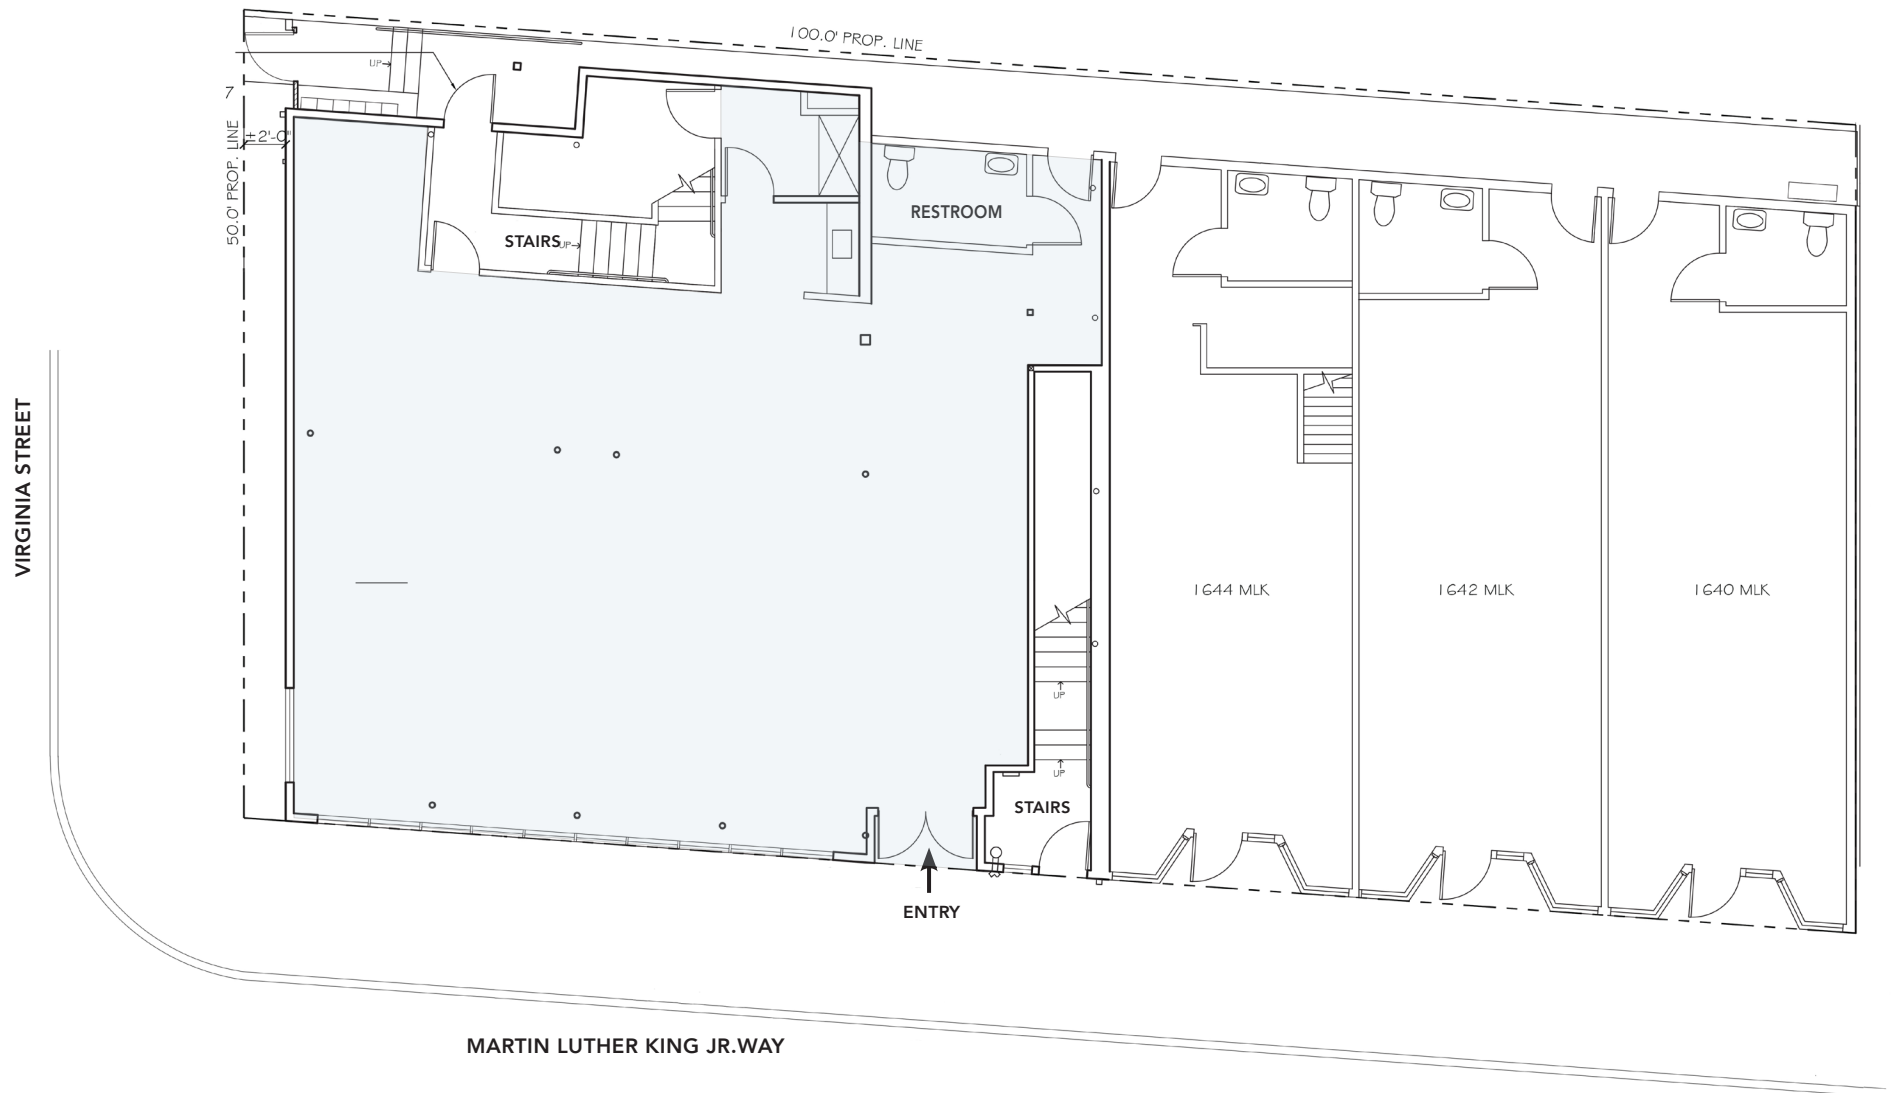 100.0' PROP. LINE
UP
7
±2'-0"
50.0' PROP. LINE
RESTROOM
STAIRS
UP
VIRGINIA STREET
1644 MLK
1642 MLK
1640 MLK
UP
UP
STAIRS
ENTRY
MARTIN LUTHER KING JR.WAY